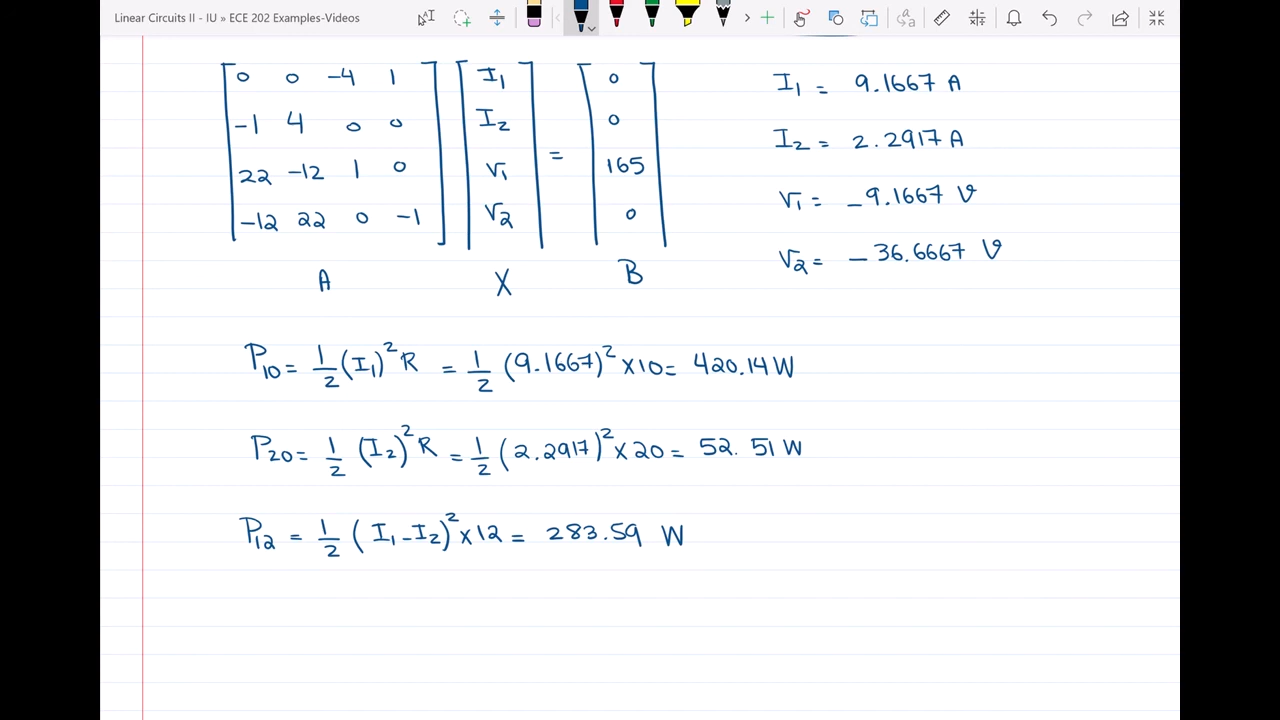 Linear Circuits II - IU » ECE 202 Examples-Videos
0 0 -4 1 I1 0 I1 = 9.1667 A
-1 4 0 0 I2 0 I2 = 2.2917 A
22 -12 1 0 V1 = 165 V1 = -9.1667 V
-12 22 0 -1 V2 0 V2 = -36.6667 V
A X B
P10 = 1/2 (I1)² R = 1/2 (9.1667)² ×10 = 420.14 W
P20 = 1/2 (I2)² R = 1/2 (2.2917)² × 20 = 52.51 W
P12 = 1/2 (I1 - I2)² ×12 = 283.59 W